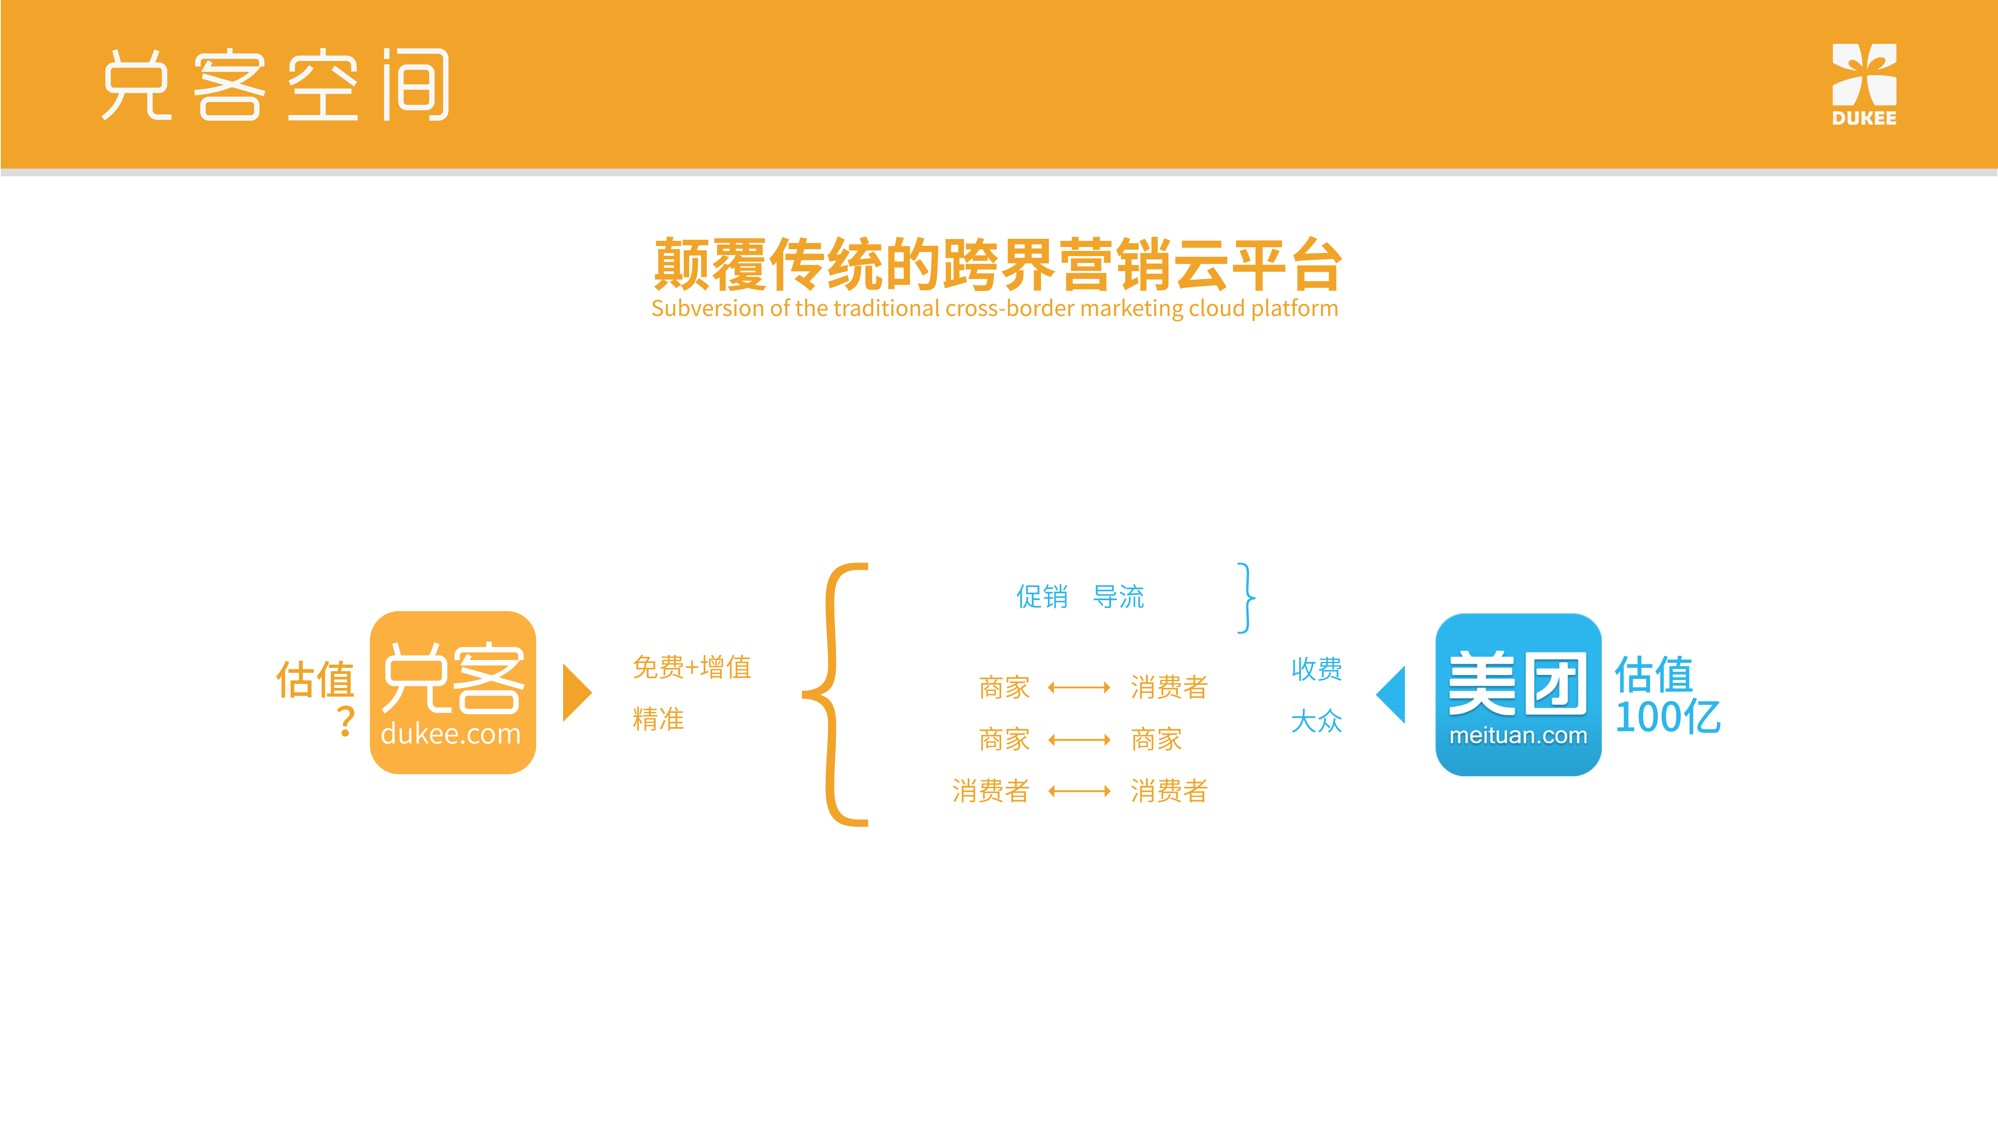 兑客空间
DUKEE
颠覆传统的跨界营销云平台
Subversion of the traditional cross-border marketing cloud platform
估值
？
兑客
dukee.com
免费+增值
精准
促销 导流
商家 消费者
商家 商家
消费者 消费者
收费
大众
美团
meituan.com
估值
100亿